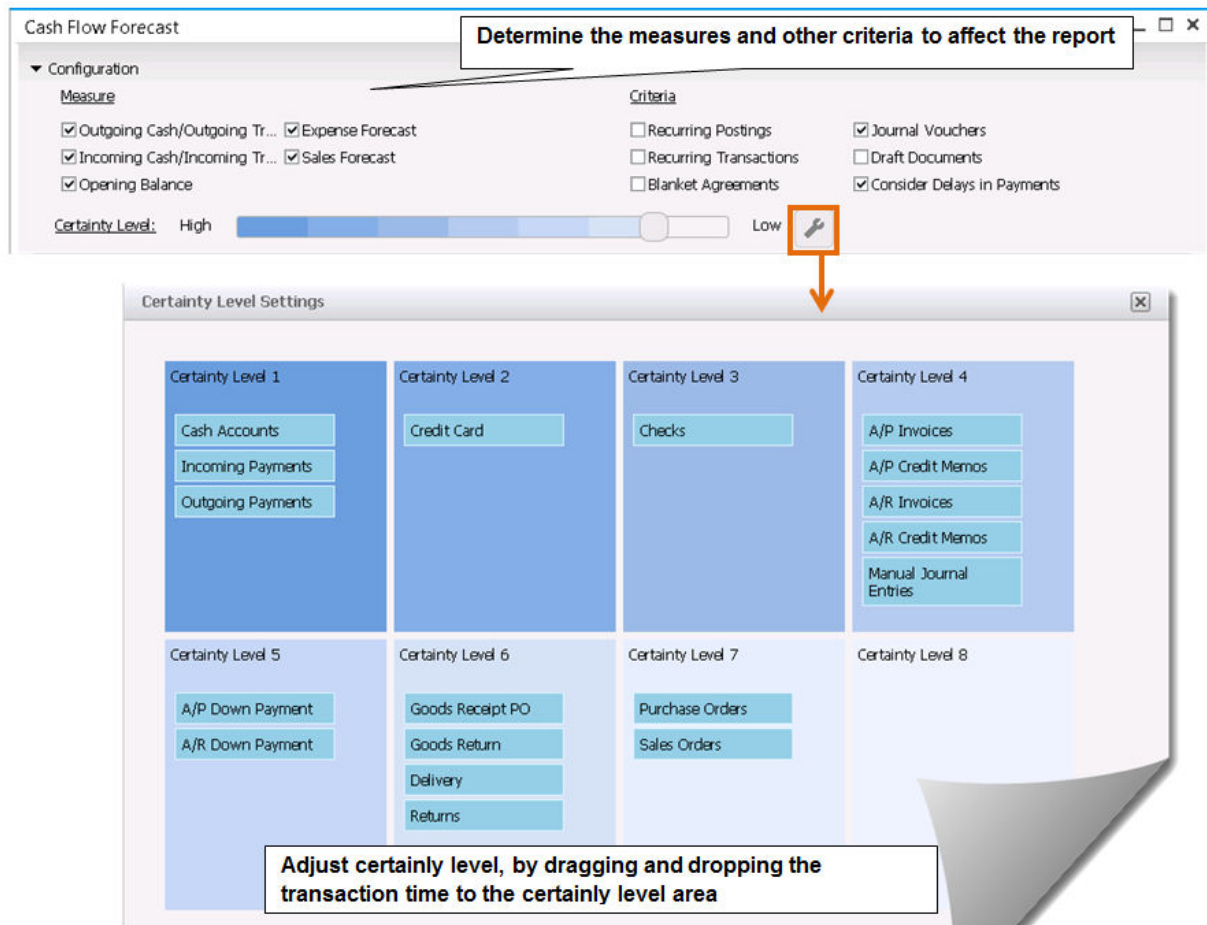 Cash Flow Forecast
Determine the measures and other criteria to affect the report
Configuration
Measure
Criteria
Outgoing Cash/Outgoing Tr... Expense Forecast
Recurring Postings
Journal Vouchers
Incoming Cash/Incoming Tr... Sales Forecast
Recurring Transactions
Draft Documents
Opening Balance
Blanket Agreements
Consider Delays in Payments
Certainty Level: High
Low
Certainty Level Settings
Certainty Level 1
Cash Accounts
Incoming Payments
Outgoing Payments
Certainty Level 2
Credit Card
Certainty Level 3
Checks
Certainty Level 4
A/P Invoices
A/P Credit Memos
A/R Invoices
A/R Credit Memos
Manual Journal
Entries
Certainty Level 5
A/P Down Payment
A/R Down Payment
Certainty Level 6
Goods Receipt PO
Goods Return
Delivery
Returns
Certainty Level 7
Purchase Orders
Sales Orders
Certainty Level 8
Adjust certainly level, by dragging and dropping the
transaction time to the certainly level area